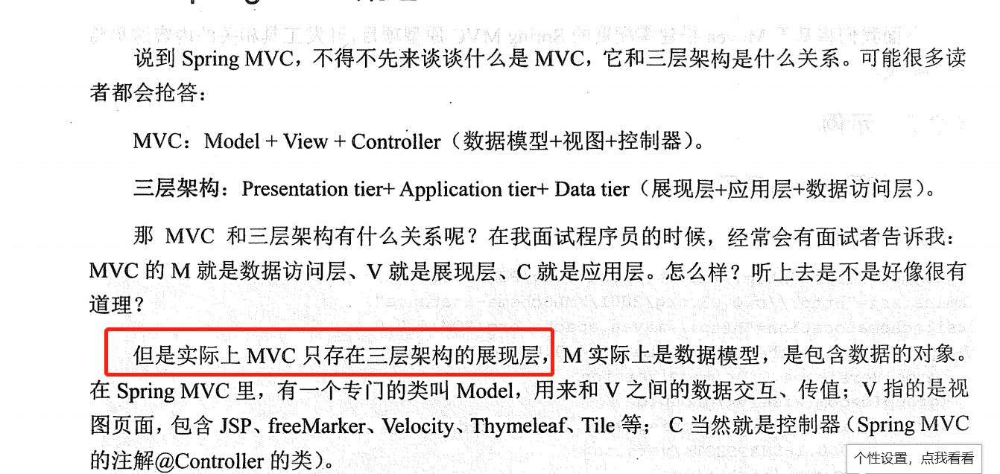 说到 Spring MVC，不得不先来谈谈什么是 MVC，它和三层架构是什么关系。可能很多读
者都会抢答：
MVC：Model + View + Controller（数据模型+视图+控制器）。
三层架构：Presentation tier+ Application tier+ Data tier（展现层+应用层+数据访问层）。
那 MVC 和三层架构有什么关系呢？在我面试程序员的时候，经常会有面试者告诉我：
MVC 的 M 就是数据访问层、V 就是展现层、C 就是应用层。怎么样？听上去是不是好像很有
道理？
但是实际上 MVC 只存在三层架构的展现层，M 实际上是数据模型，是包含数据的对象。
在 Spring MVC 里，有一个专门的类叫 Model，用来和 V 之间的数据交互、传值；V 指的是视
图页面，包含 JSP、freeMarker、Velocity、Thymeleaf、Tile 等；C 当然就是控制器（Spring MVC
的注解@Controller 的类）。
个性设置，点我看看